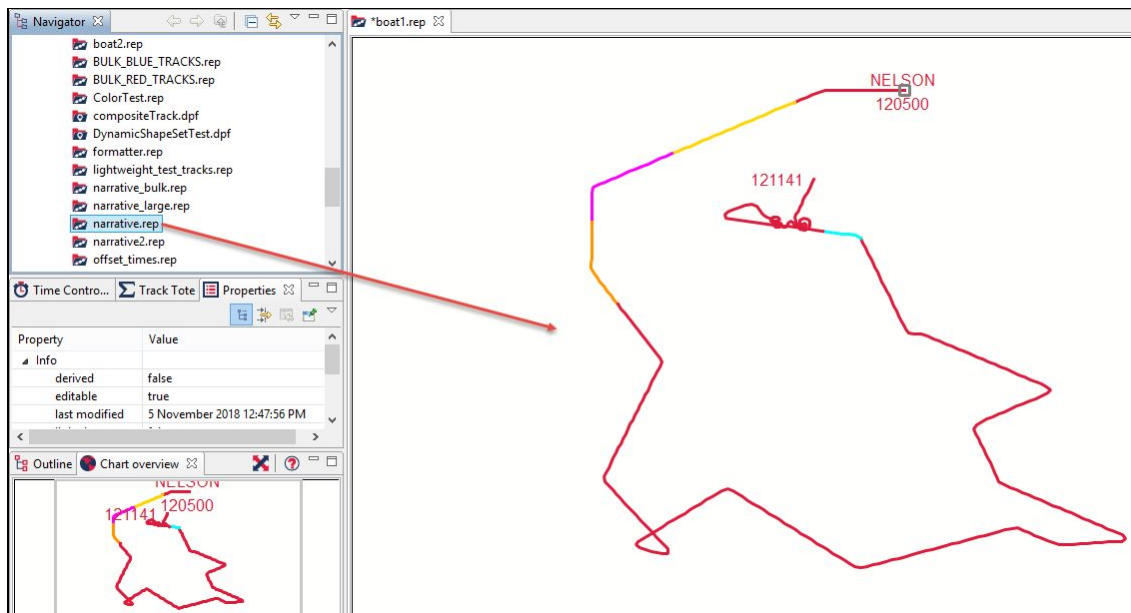 Navigator
boat2.rep
BULK_BLUE_TRACKS.rep
BULK_RED_TRACKS.rep
ColorTest.rep
compositeTrack.dpf
DynamicShapeSetTest.dpf
formatter.rep
lightweight_test_tracks.rep
narrative_bulk.rep
narrative_large.rep
narrative.rep
narrative2.rep
offset_times.rep
Time Contro... Track Tote Properties
Property Value
Info
derived false
editable true
last modified 5 November 2018 12:47:56 PM
Outline Chart overview
NELSON
120500
121141
*boat1.rep
NELSON
120500
121141